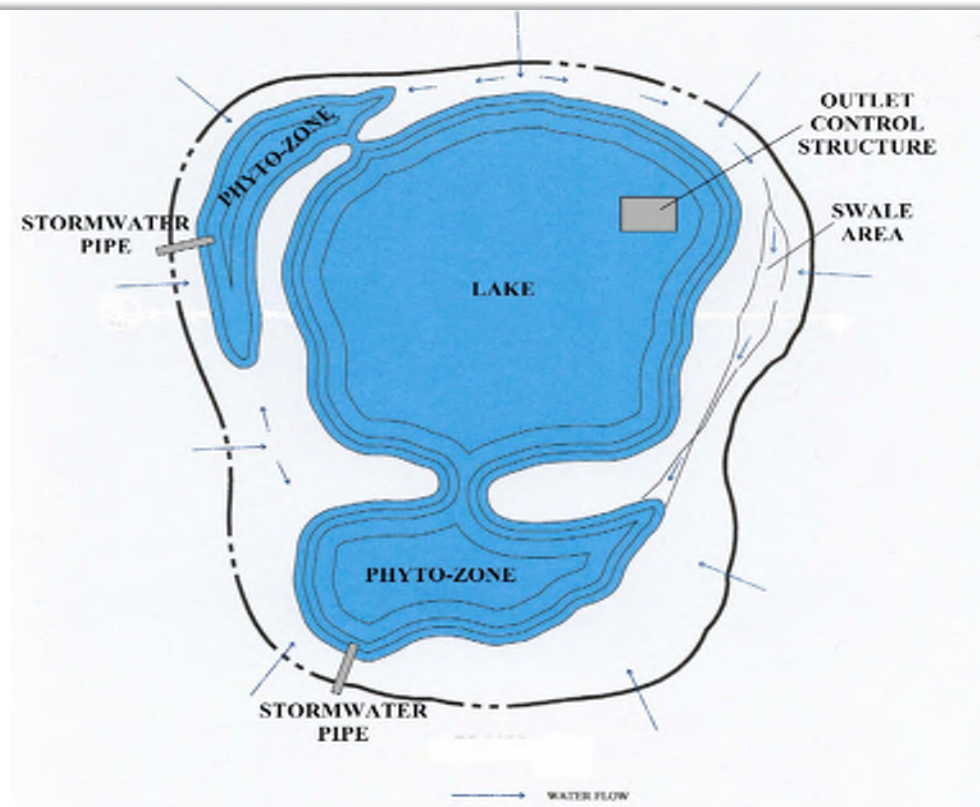 OUTLET
CONTROL
STRUCTURE
PHYTO-ZONE
STORMWATER
PIPE
SWALE
AREA
LAKE
PHYTO-ZONE
STORMWATER
PIPE
WATER FLOW